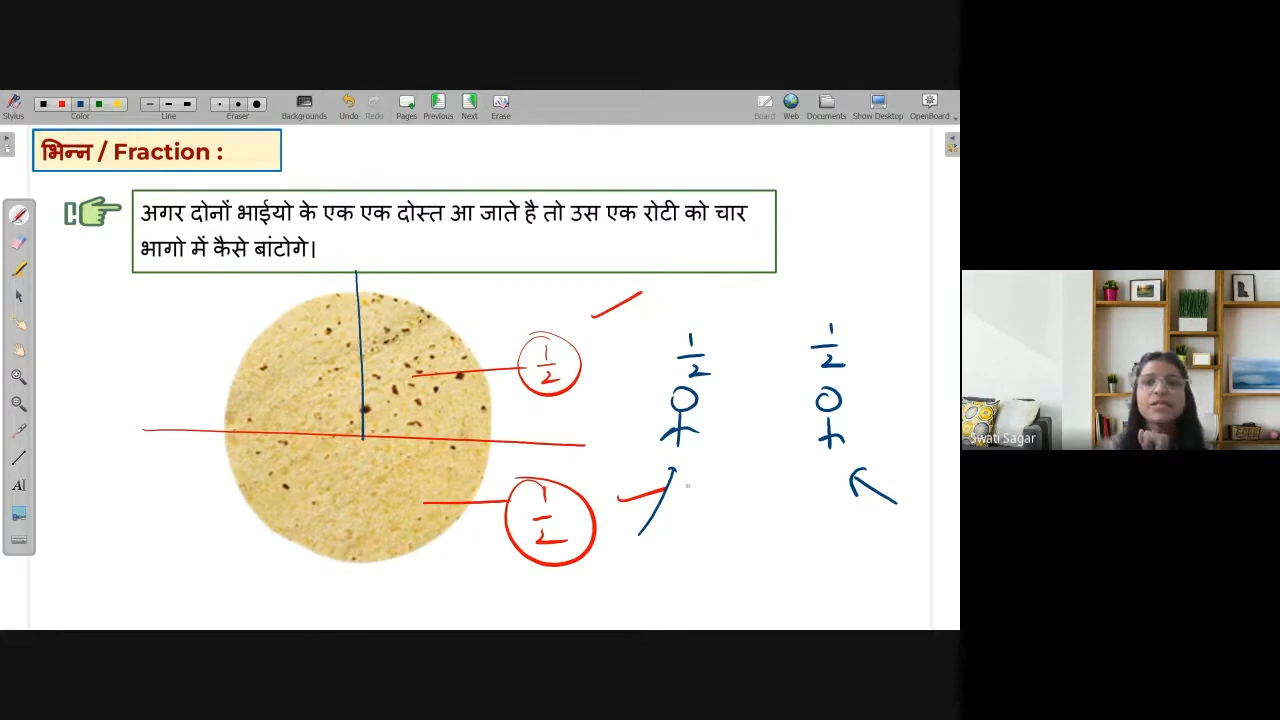 Stylus
Color
Line
Eraser
Backgrounds
Undo
Redo
Pages
Previous
Next
Erase
Board
Web
Documents
Show Desktop
OpenBoard
भिन्न / Fraction :
अगर दोनों भाईयो के एक एक दोस्त आ जाते है तो उस एक रोटी को चार
भागो में कैसे बांटोगे।
1/2
1/2
1/2
1/2
Swati Sagar